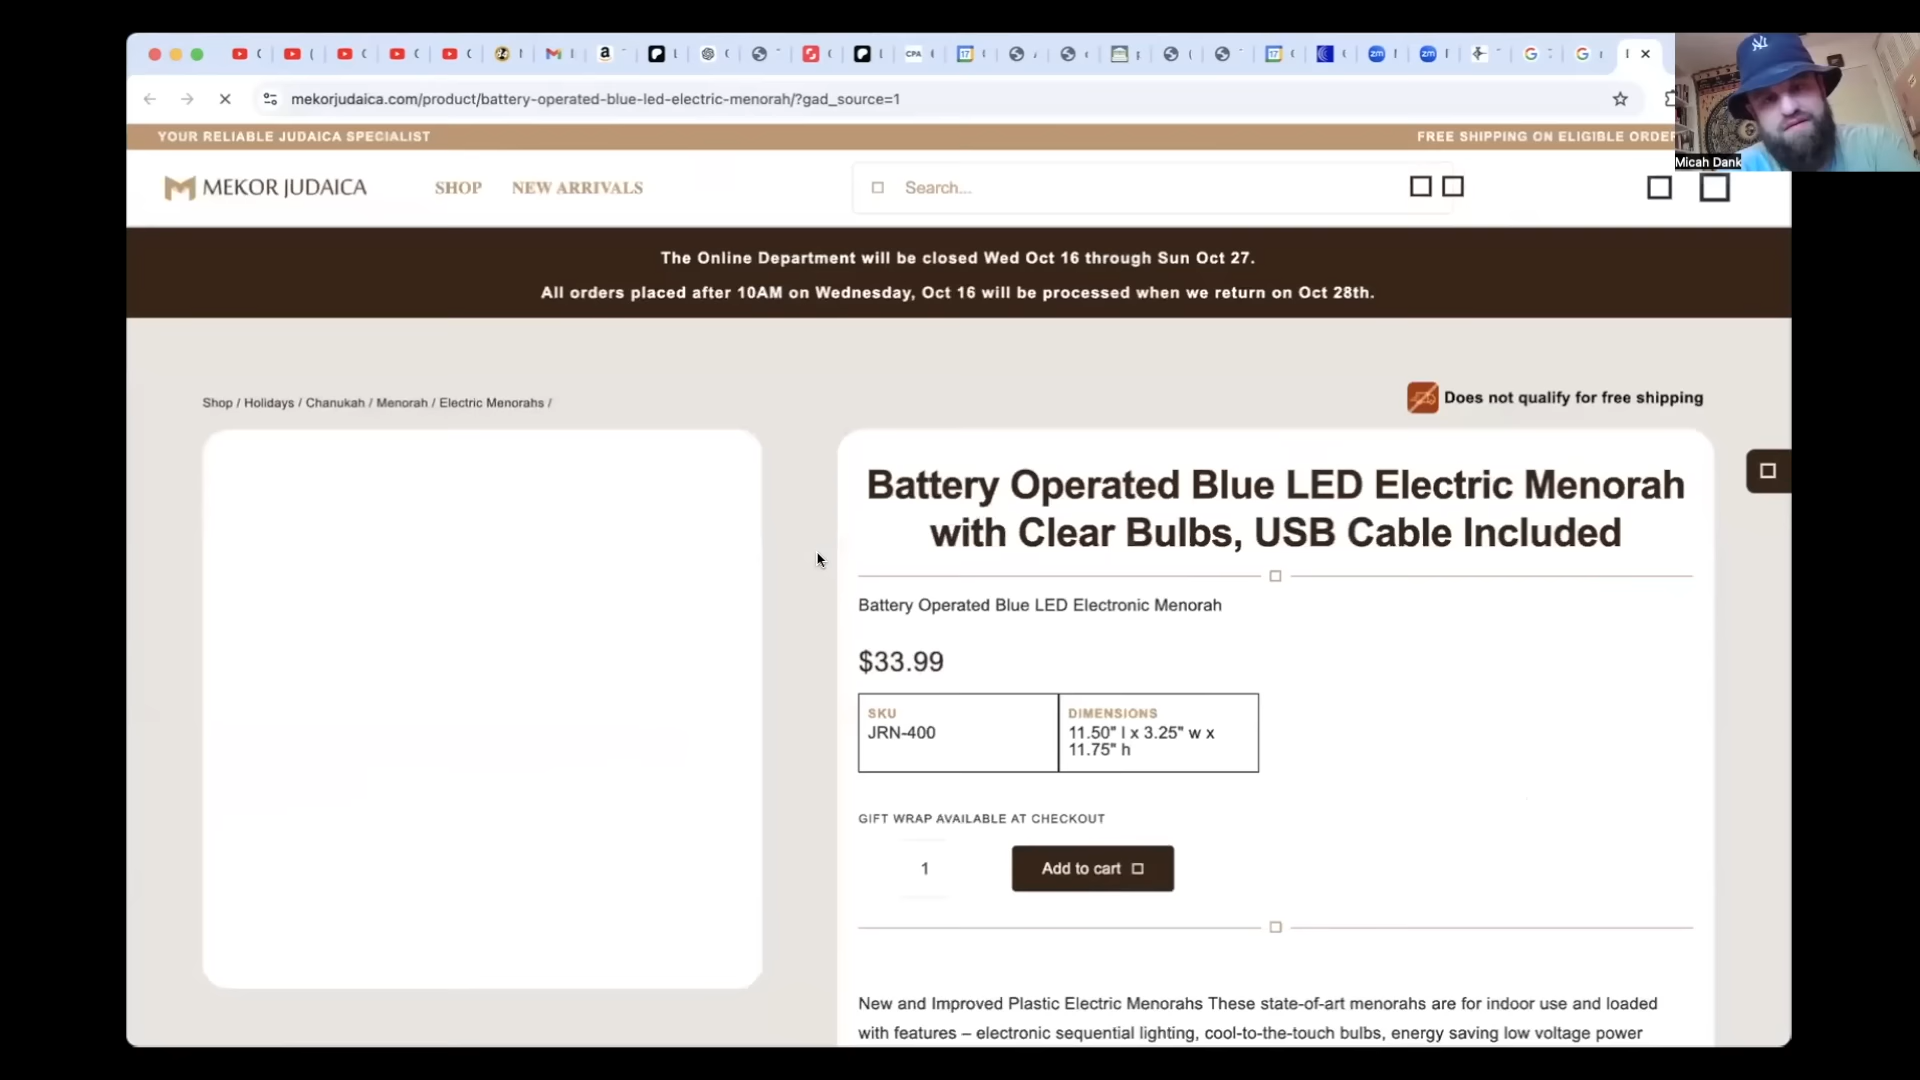 mekorjudaica.com/product/battery-operated-blue-led-electric-menorah/?gad_source=1
YOUR RELIABLE JUDAICA SPECIALIST
FREE SHIPPING ON ELIGIBLE
Micah Dank
MEKOR JUDAICA
SHOP
NEW ARRIVALS
Search...
The Online Department will be closed Wed Oct 16 through Sun Oct 27.
All orders placed after 10AM on Wednesday, Oct 16 will be processed when we return on Oct 28th.
Shop / Holidays / Chanukah / Menorah / Electric Menorahs /
Does not qualify for free shipping
Battery Operated Blue LED Electric Menorah
with Clear Bulbs, USB Cable Included
Battery Operated Blue LED Electronic Menorah
$33.99
SKU
JRN-400
DIMENSIONS
11.50" l x 3.25" w x
11.75" h
GIFT WRAP AVAILABLE AT CHECKOUT
1
Add to cart
New and Improved Plastic Electric Menorahs These state-of-art menorahs are for indoor use and loaded
with features – electronic sequential lighting, cool-to-the-touch bulbs, energy saving low voltage power